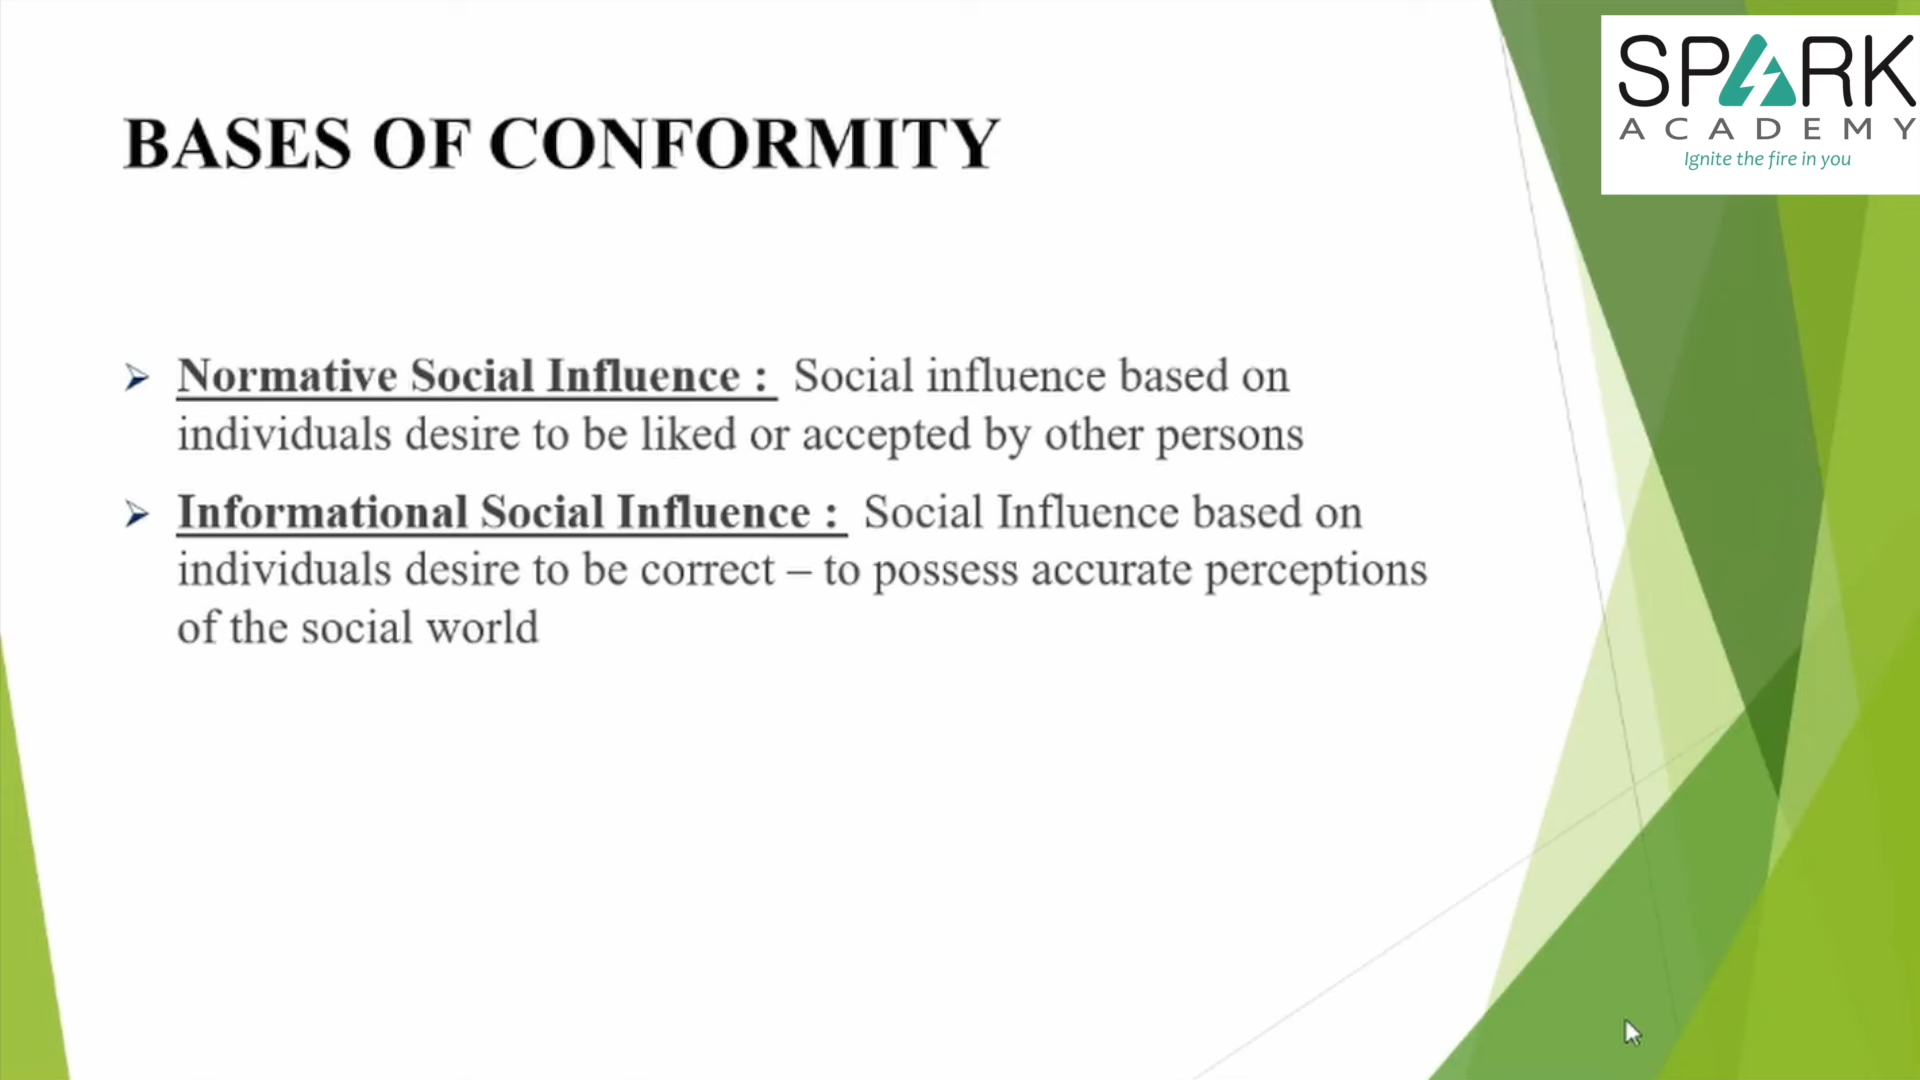 SPARK
ACADEMY
Ignite the fire in you
BASES OF CONFORMITY
Normative Social Influence : Social influence based on
individuals desire to be liked or accepted by other persons
Informational Social Influence : Social Influence based on
individuals desire to be correct – to possess accurate perceptions
of the social world